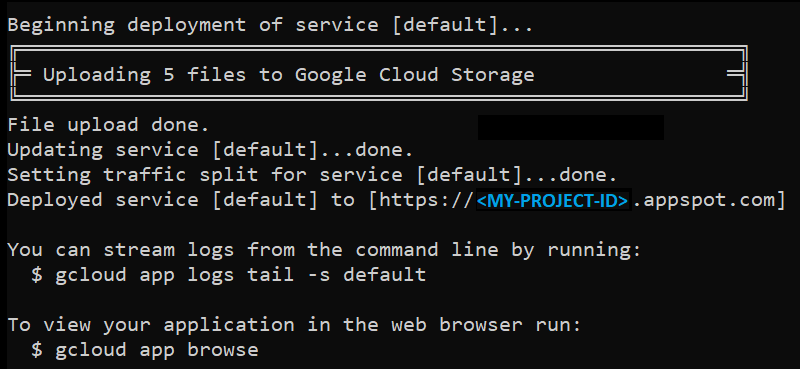 Beginning deployment of service [default]...
Uploading 5 files to Google Cloud Storage
File upload done.
Updating service [default]...done.
Setting traffic split for service [default]...done.
Deployed service [default] to [https://<MY-PROJECT-ID>.appspot.com]
You can stream logs from the command line by running:
$ gcloud app logs tail -s default
To view your application in the web browser run:
$ gcloud app browse